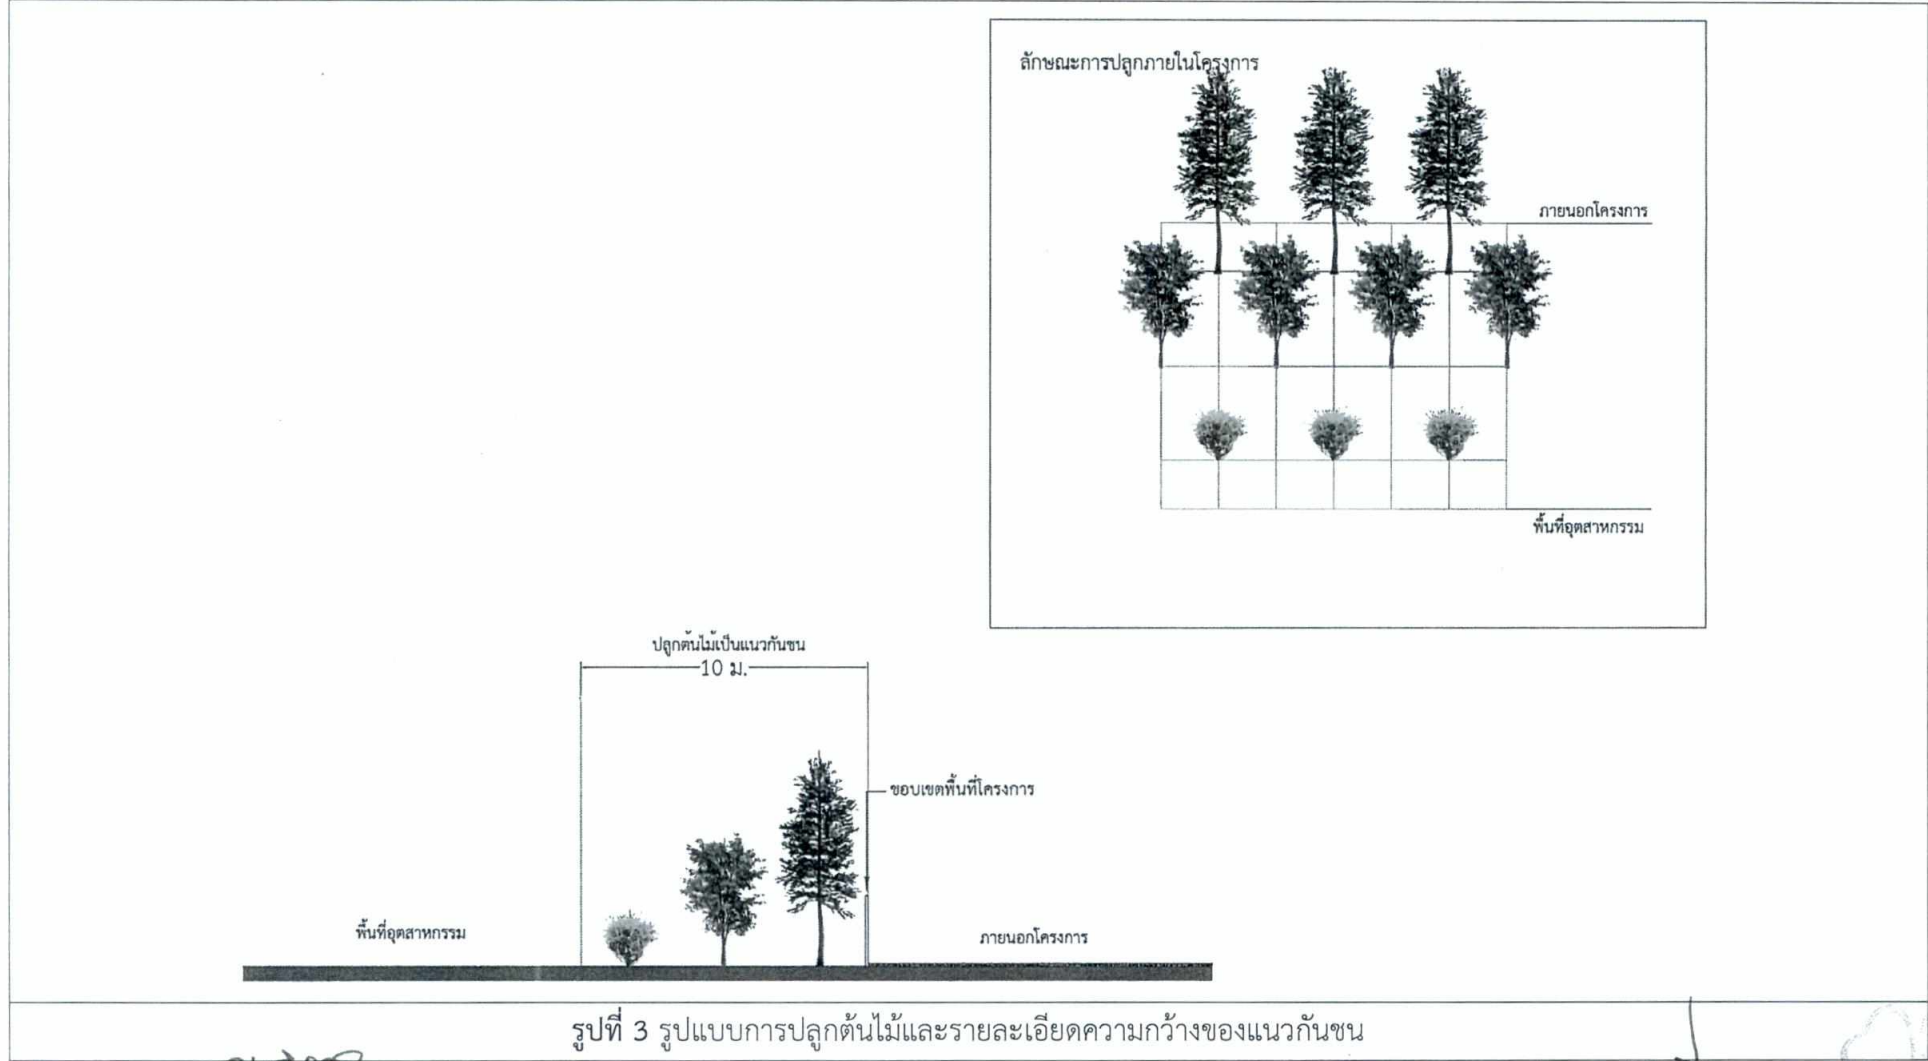 ลักษณะการปลูกภายในโครงการ
ภายนอกโครงการ
พื้นที่อุตสาหกรรม
ปลูกต้นไม้เป็นแนวกันชน
10 ม.
ขอบเขตพื้นที่โครงการ
พื้นที่อุตสาหกรรม
ภายนอกโครงการ
รูปที่ 3 รูปแบบการปลูกต้นไม้และรายละเอียดความกว้างของแนวกันชน